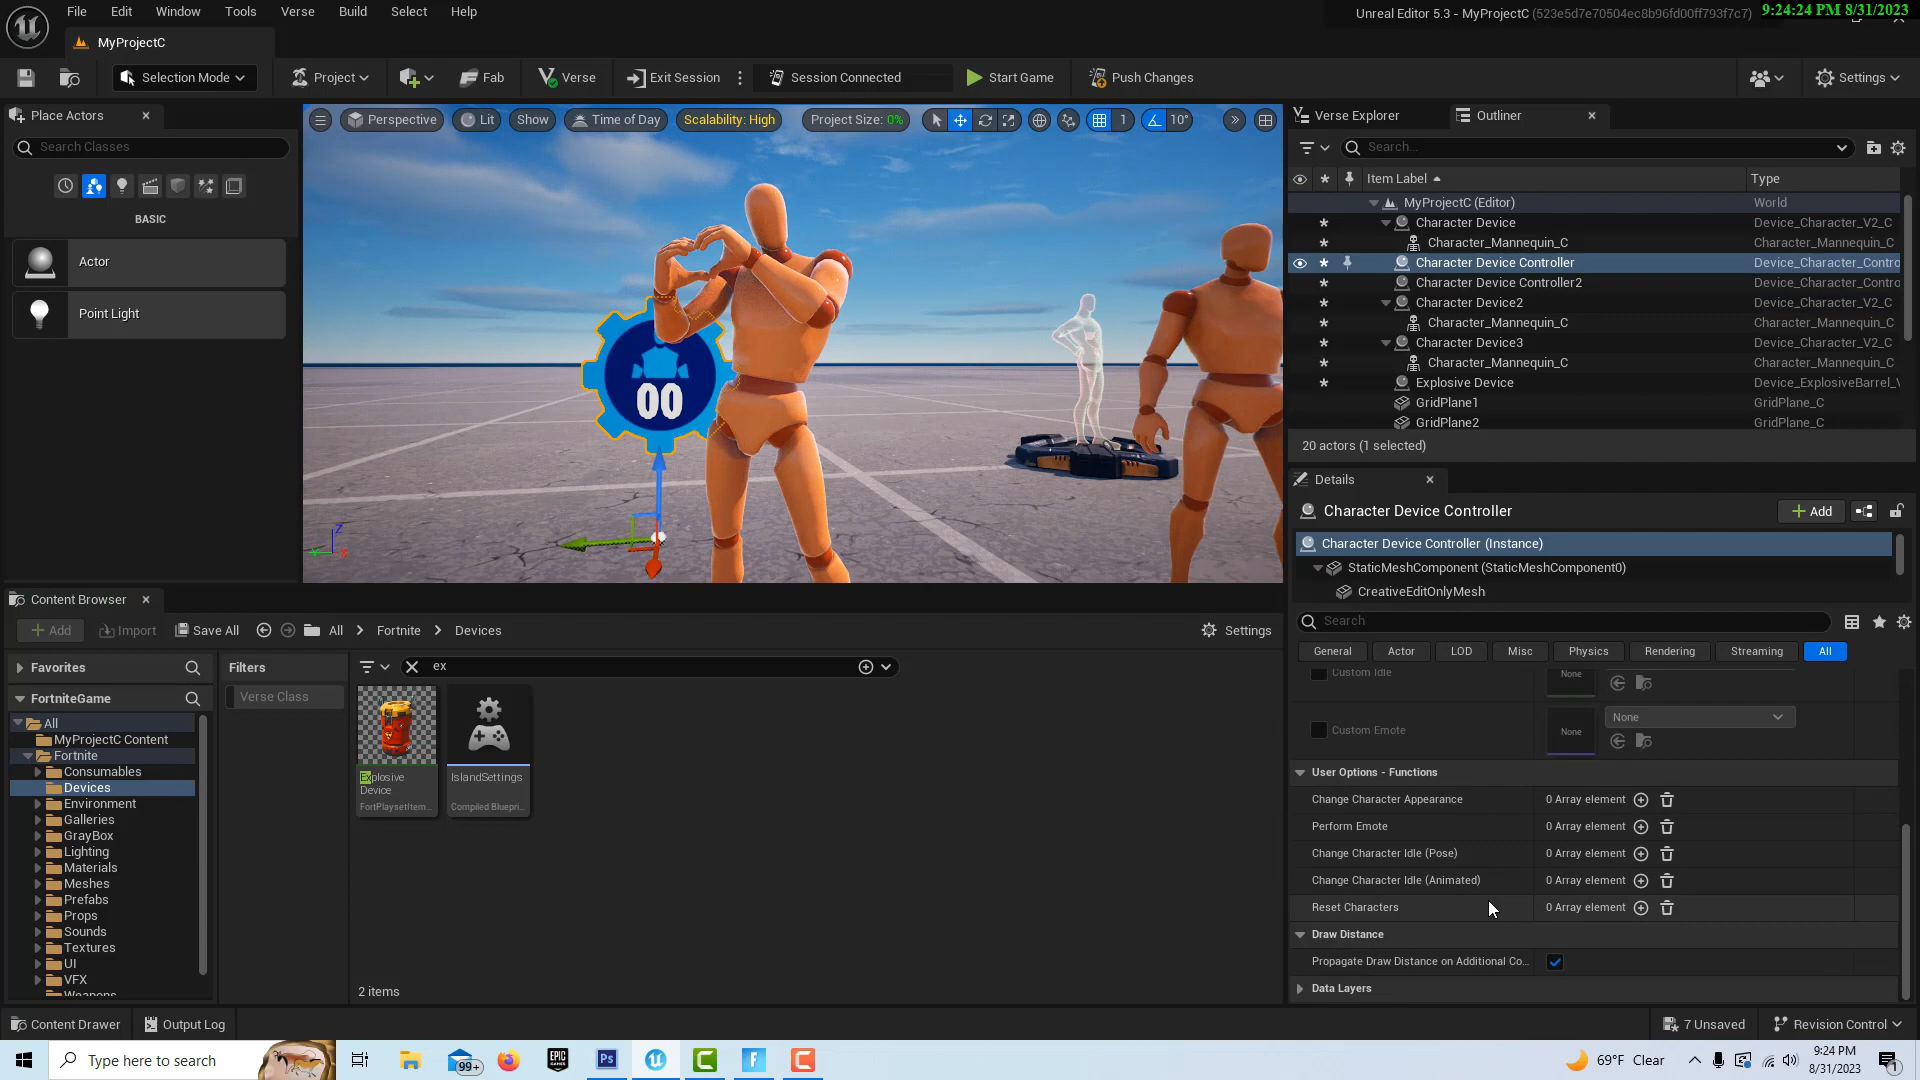 File Edit Window Tools Verse Build Select Help
Unreal Editor 5.3 - MyProjectC (523e5d7e70504ec8b96fd00ff793f7c7)
9:24:24 PM 8/31/2023
MyProjectC
Selection Mode
Project
Fab
Verse
Exit Session
Session Connected
Start Game
Push Changes
Settings
Place Actors
Search Classes
BASIC
Actor
Point Light
Perspective
Lit
Show
Time of Day
Scalability: High
Project Size: 0%
1
10°
00
Verse Explorer
Outliner
Search...
Item Label
Type
MyProjectC (Editor) World
Character Device Device_Character_V2_C
Character_Mannequin_C Character_Mannequin_C
Character Device Controller Device_Character_Contro
Character Device Controller2 Device_Character_Contro
Character Device2 Device_Character_V2_C
Character_Mannequin_C Character_Mannequin_C
Character Device3 Device_Character_V2_C
Character_Mannequin_C Character_Mannequin_C
Explosive Device Device_ExplosiveBarrel_V
GridPlane1 GridPlane_C
GridPlane2 GridPlane_C
20 actors (1 selected)
Details
Character Device Controller
Add
Character Device Controller (Instance)
StaticMeshComponent (StaticMeshComponent0)
CreativeEditOnlyMesh
Search
General Actor LOD Misc Physics Rendering Streaming All
Custom Idle None
Custom Emote None None
User Options - Functions
Change Character Appearance 0 Array element
Perform Emote 0 Array element
Change Character Idle (Pose) 0 Array element
Change Character Idle (Animated) 0 Array element
Reset Characters 0 Array element
Draw Distance
Propagate Draw Distance on Additional Co...
Data Layers
Content Browser
Add
Import
Save All
All
Fortnite
Devices
Settings
Favorites
FortniteGame
All
MyProjectC Content
Fortnite
Consumables
Devices
Environment
Galleries
GrayBox
Lighting
Materials
Meshes
Prefabs
Props
Sounds
Textures
UI
VFX
Weapons
Filters
Verse Class
ex
Explosive
Device
FortPlaysetItem...
IslandSettings
Compiled Bluepri...
2 items
Content Drawer
Output Log
7 Unsaved
Revision Control
Type here to search
99+
EPIC
GAMES
Ps
69°F Clear
9:24 PM
8/31/2023
1
X
Y
Z